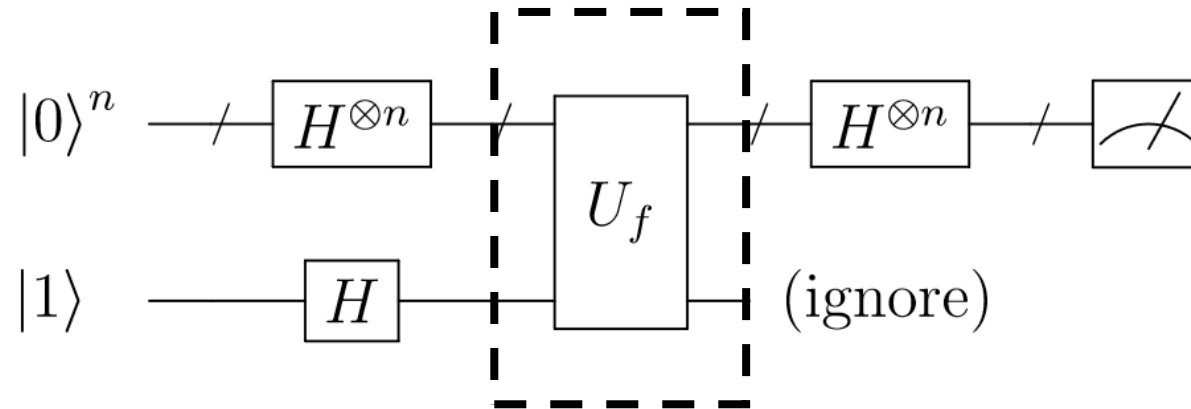 |0⟩ⁿ H^{⊗n} H^{⊗n}
U_f
|1⟩ H (ignore)